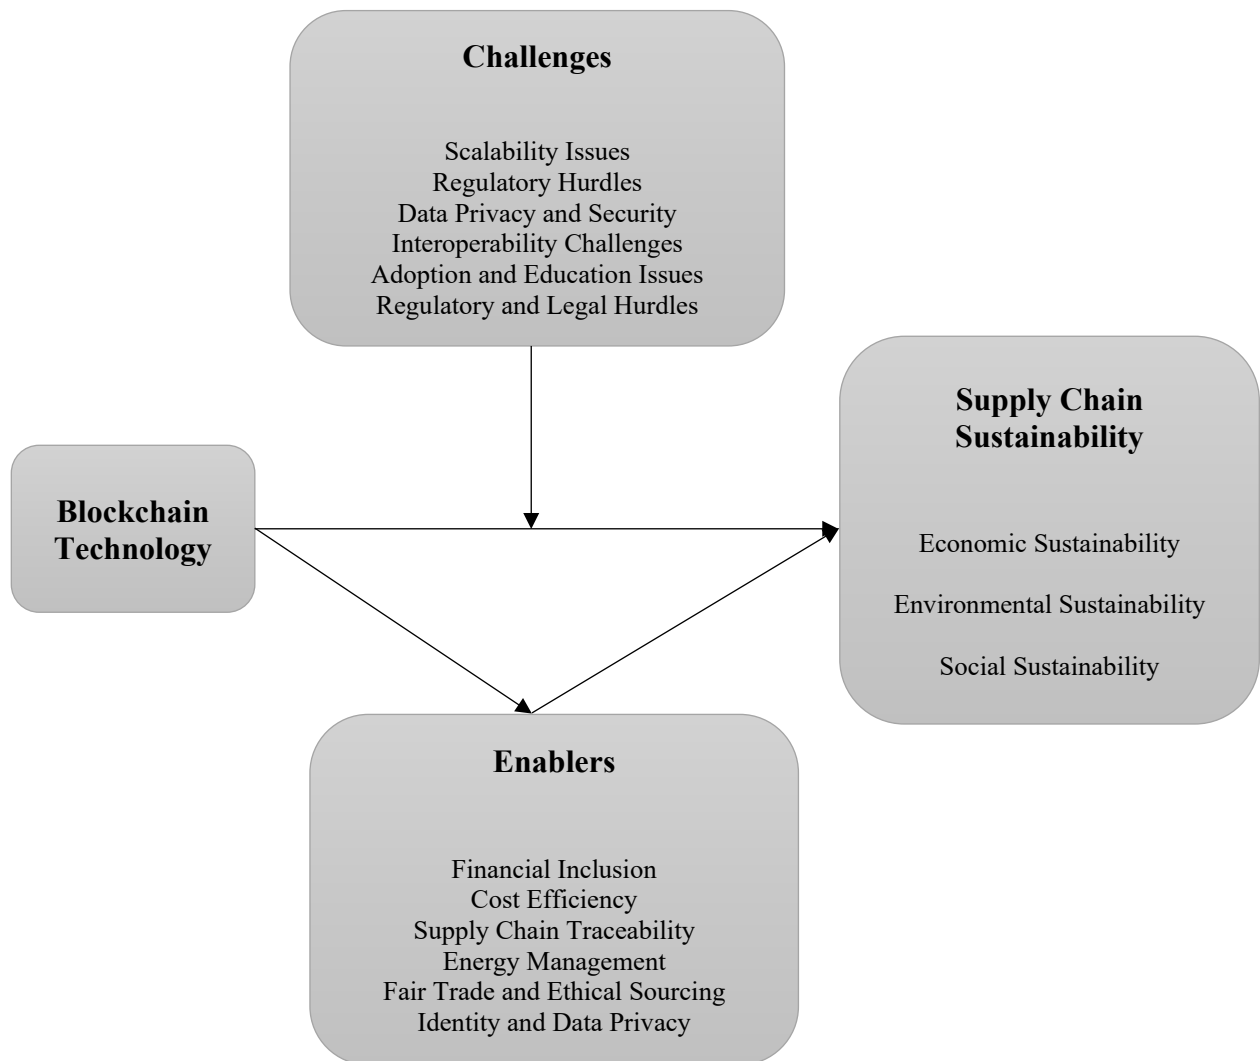 Challenges
Scalability Issues
Regulatory Hurdles
Data Privacy and Security
Interoperability Challenges
Adoption and Education Issues
Regulatory and Legal Hurdles
Supply Chain
Sustainability
Economic Sustainability
Environmental Sustainability
Social Sustainability
Blockchain
Technology
Enablers
Financial Inclusion
Cost Efficiency
Supply Chain Traceability
Energy Management
Fair Trade and Ethical Sourcing
Identity and Data Privacy